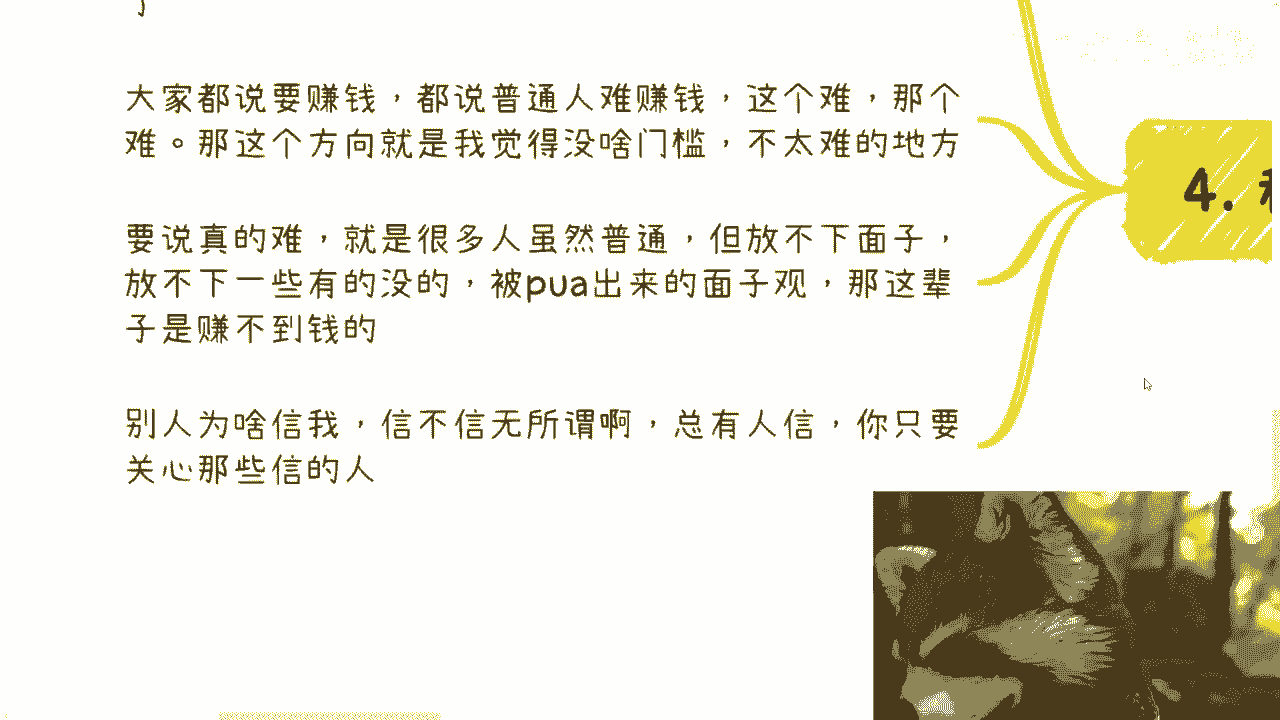 大家都说要赚钱，都说普通人难赚钱，这个难，那个
难。那这个方向就是我觉得没啥门槛，不太难的地方
要说真的难，就是很多人虽然普通，但放不下面子，
放不下一些有的没的，被pua出来的面子观，那这辈
子是赚不到钱的
别人为啥信我，信不信无所谓啊，总有人信，你只要
关心那些信的人
4.